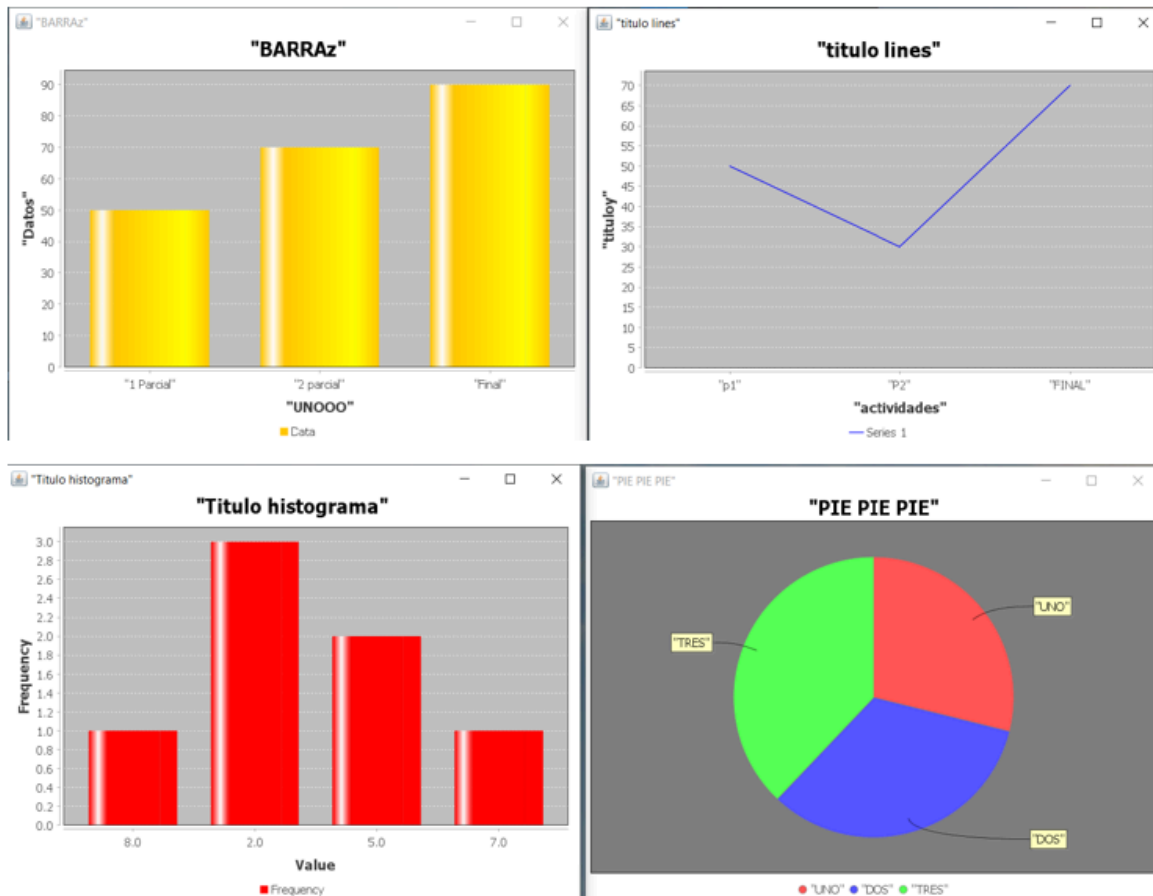 "BARRAz"
"BARRAz"
90
80
70
60
50
40
30
20
10
0
"Datos"
"1 Parcial" "2 parcial" "Final"
"UNOOO"
Data
"titulo lines"
"titulo lines"
70
65
60
55
50
45
40
35
30
25
20
15
10
5
0
"tituloy"
"p1" "P2" "FINAL"
"actividades"
Series 1
"Titulo histograma"
"Titulo histograma"
3.0
2.8
2.6
2.4
2.2
2.0
1.8
1.6
1.4
1.2
1.0
0.8
0.6
0.4
0.2
0.0
Frequency
8.0 2.0 5.0 7.0
Value
Frequency
"PIE PIE PIE"
"PIE PIE PIE"
"UNO"
"TRES"
"DOS"
"UNO" "DOS" "TRES"